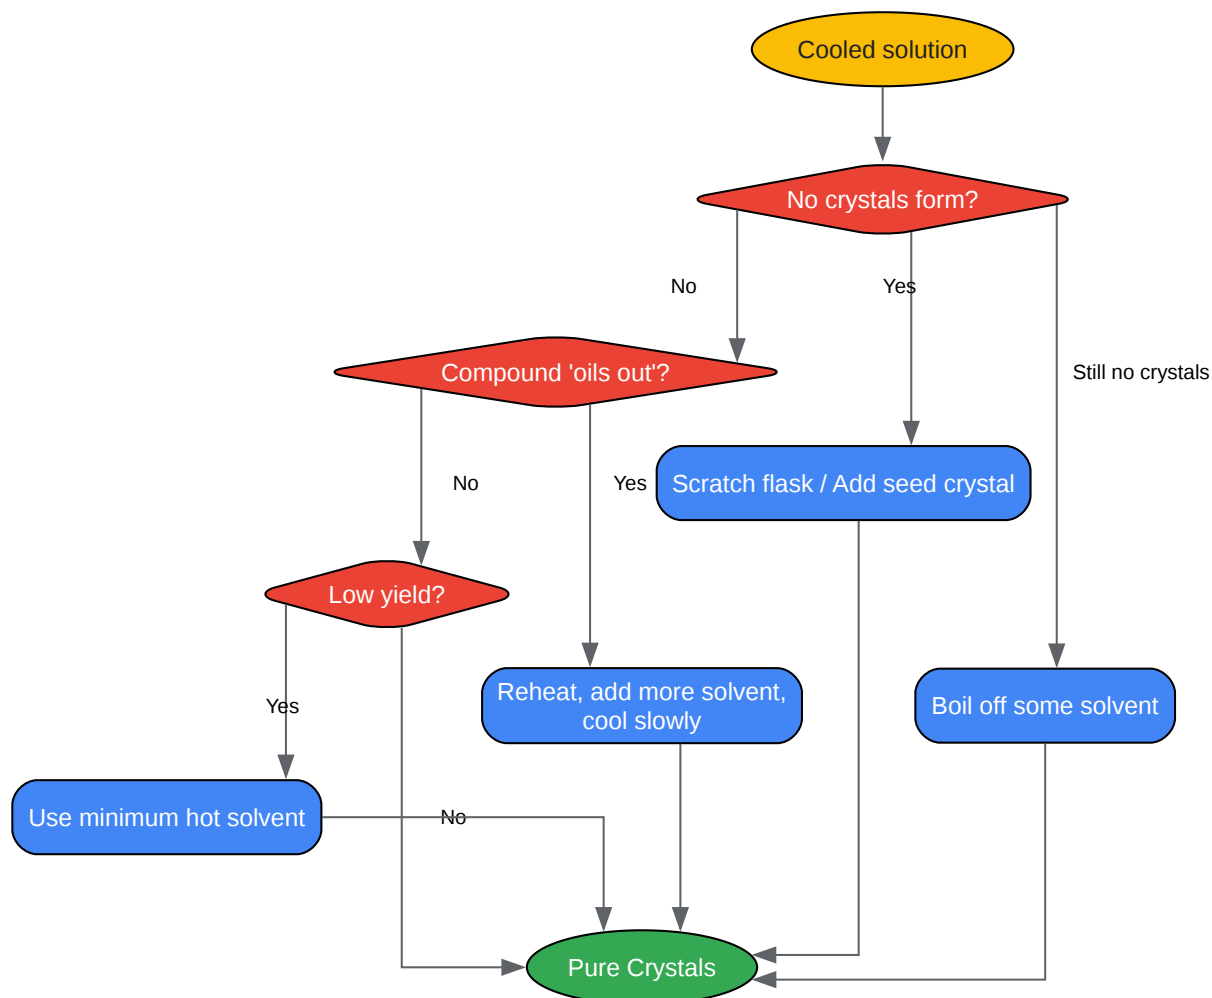 Cooled solution
No crystals form?
No
Yes
Compound 'oils out'?
Still no crystals
No
Yes
Scratch flask / Add seed crystal
Low yield?
Reheat, add more solvent,
cool slowly
Yes
Boil off some solvent
Use minimum hot solvent
No
Pure Crystals